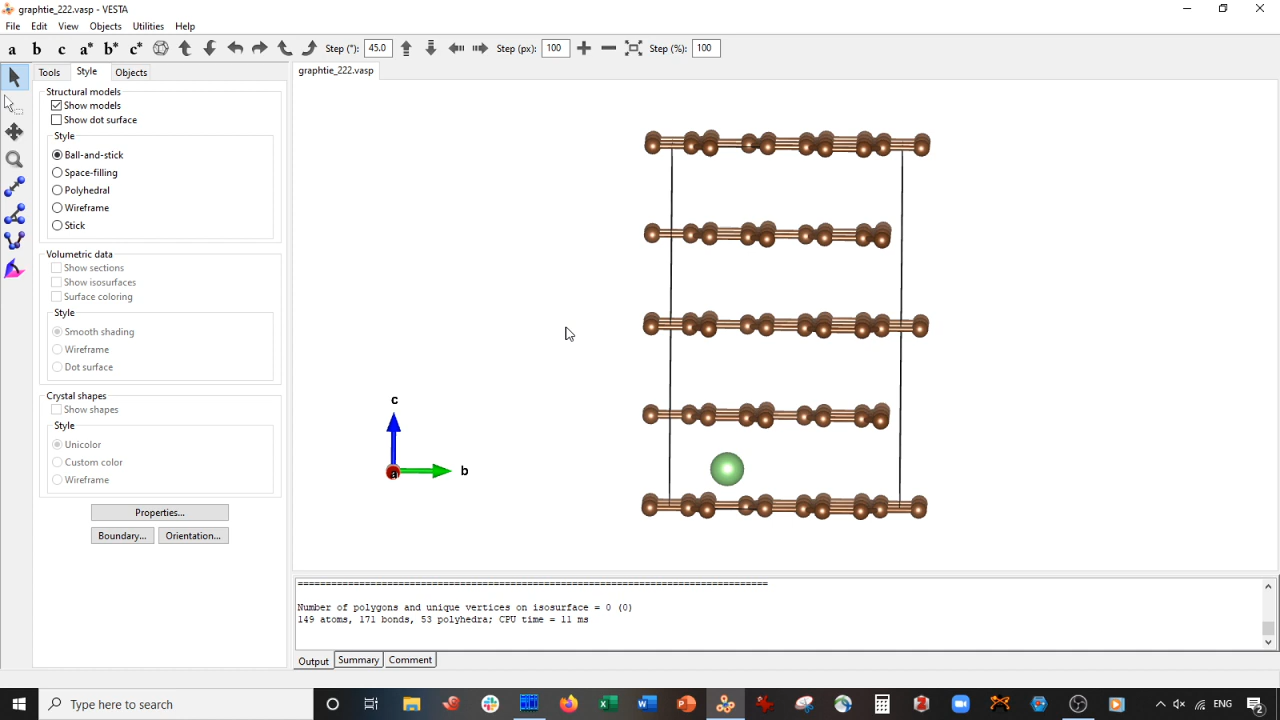 graphtie_222.vasp - VESTA
File Edit View Objects Utilities Help
a b c a* b* c* Step (°): 45.0 Step (px): 100 Step (%): 100
Tools Style Objects
graphtie_222.vasp
Structural models
Show models
Show dot surface
Style
Ball-and-stick
Space-filling
Polyhedral
Wireframe
Stick
Volumetric data
Show sections
Show isosurfaces
Surface coloring
Style
Smooth shading
Wireframe
Dot surface
Crystal shapes
Show shapes
Style
Unicolor
Custom color
Wireframe
Properties...
Boundary... Orientation...
c
b
a
================================================================================
Number of polygons and unique vertices on isosurface = 0 (0)
149 atoms, 171 bonds, 53 polyhedra; CPU time = 11 ms
Output Summary Comment
Type here to search
ENG
2